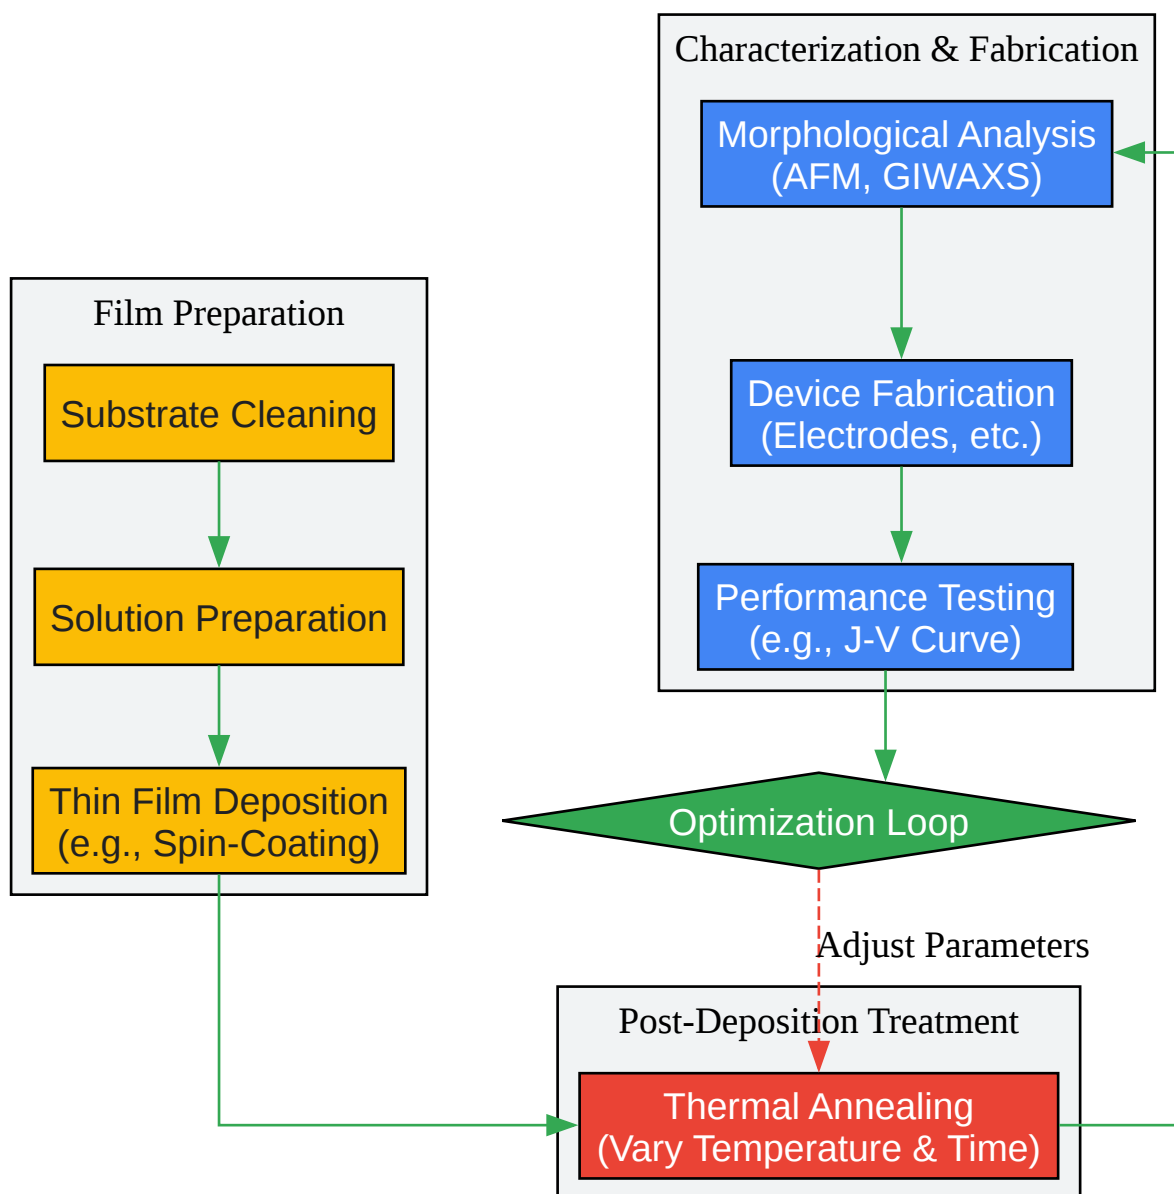 Film Preparation
Substrate Cleaning
Solution Preparation
Thin Film Deposition
(e.g., Spin-Coating)
Characterization & Fabrication
Morphological Analysis
(AFM, GIWAXS)
Device Fabrication
(Electrodes, etc.)
Performance Testing
(e.g., J-V Curve)
Optimization Loop
Adjust Parameters
Post-Deposition Treatment
Thermal Annealing
(Vary Temperature & Time)